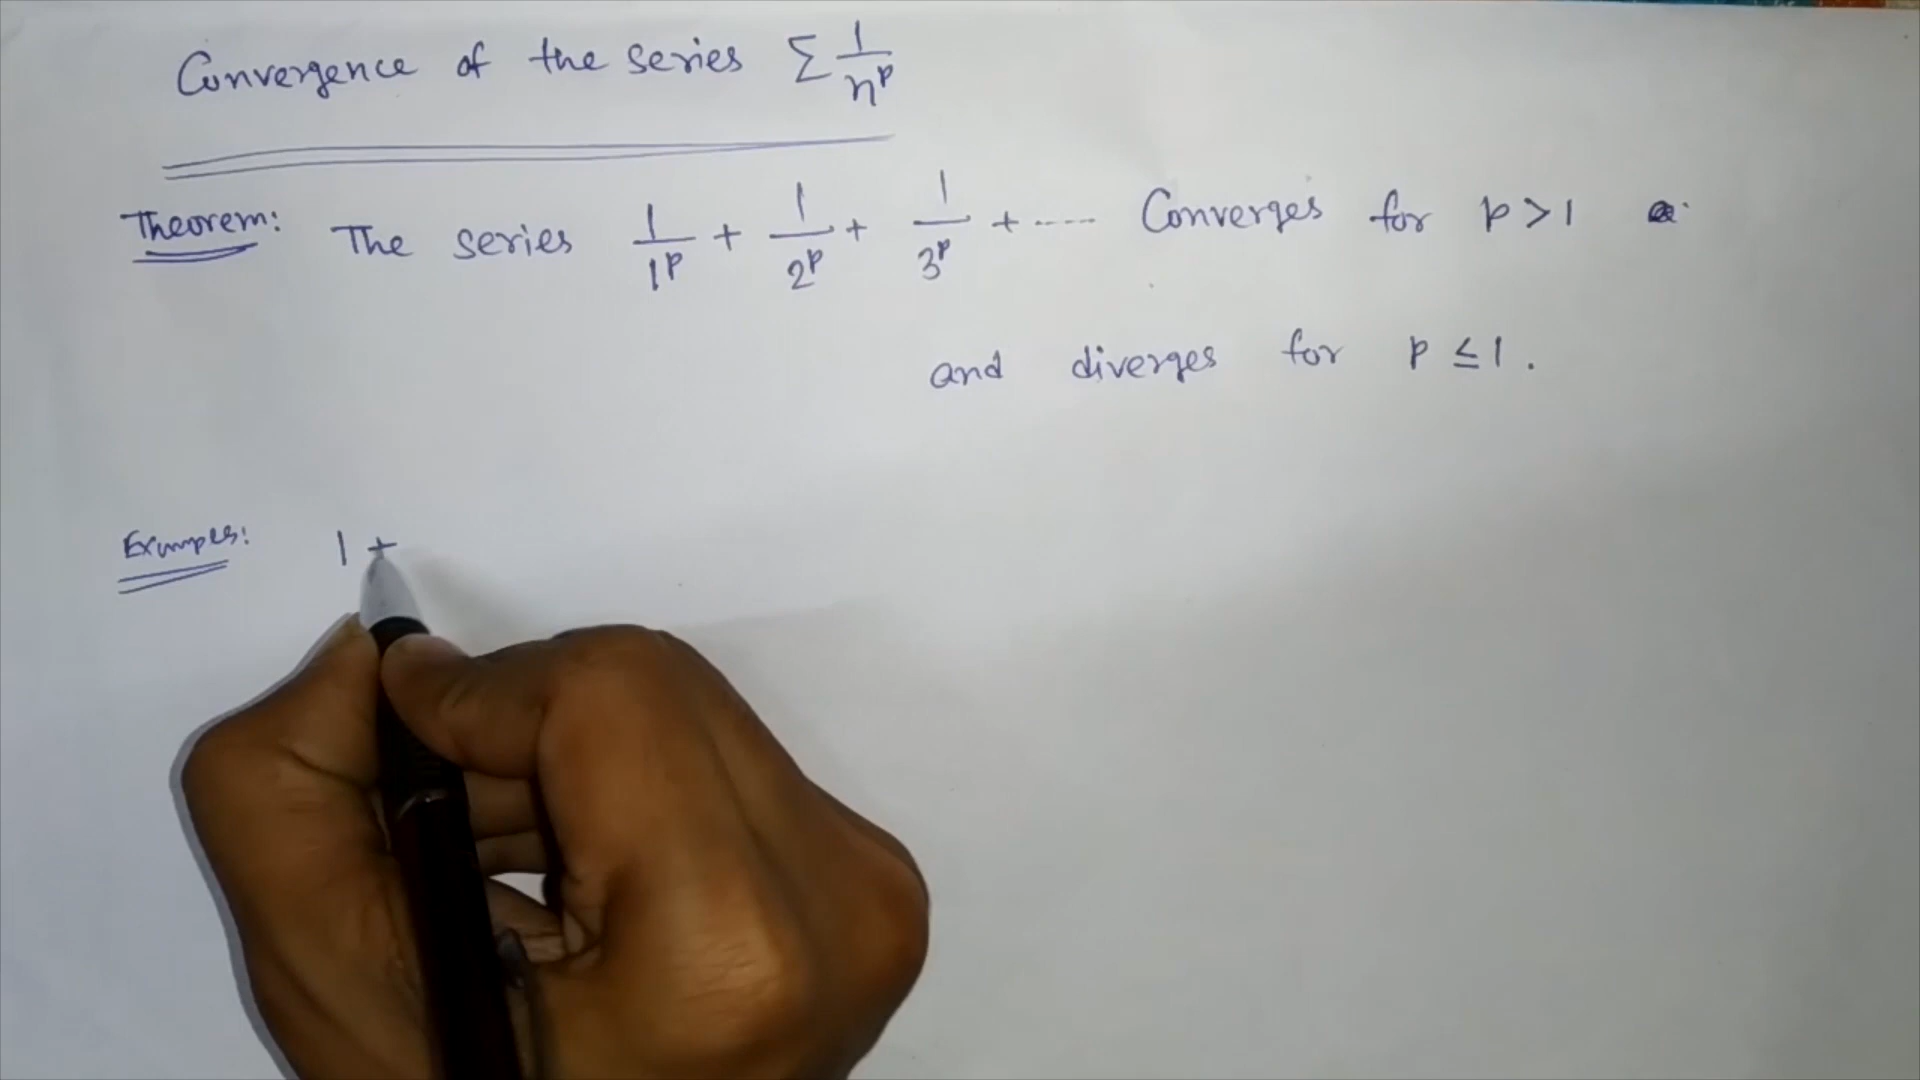 Convergence of the series Σ 1/n^p
Theorem: The series 1/1^p + 1/2^p + 1/3^p + ..... Converges for p > 1
and diverges for p ≤ 1.
Exampes: 1 +